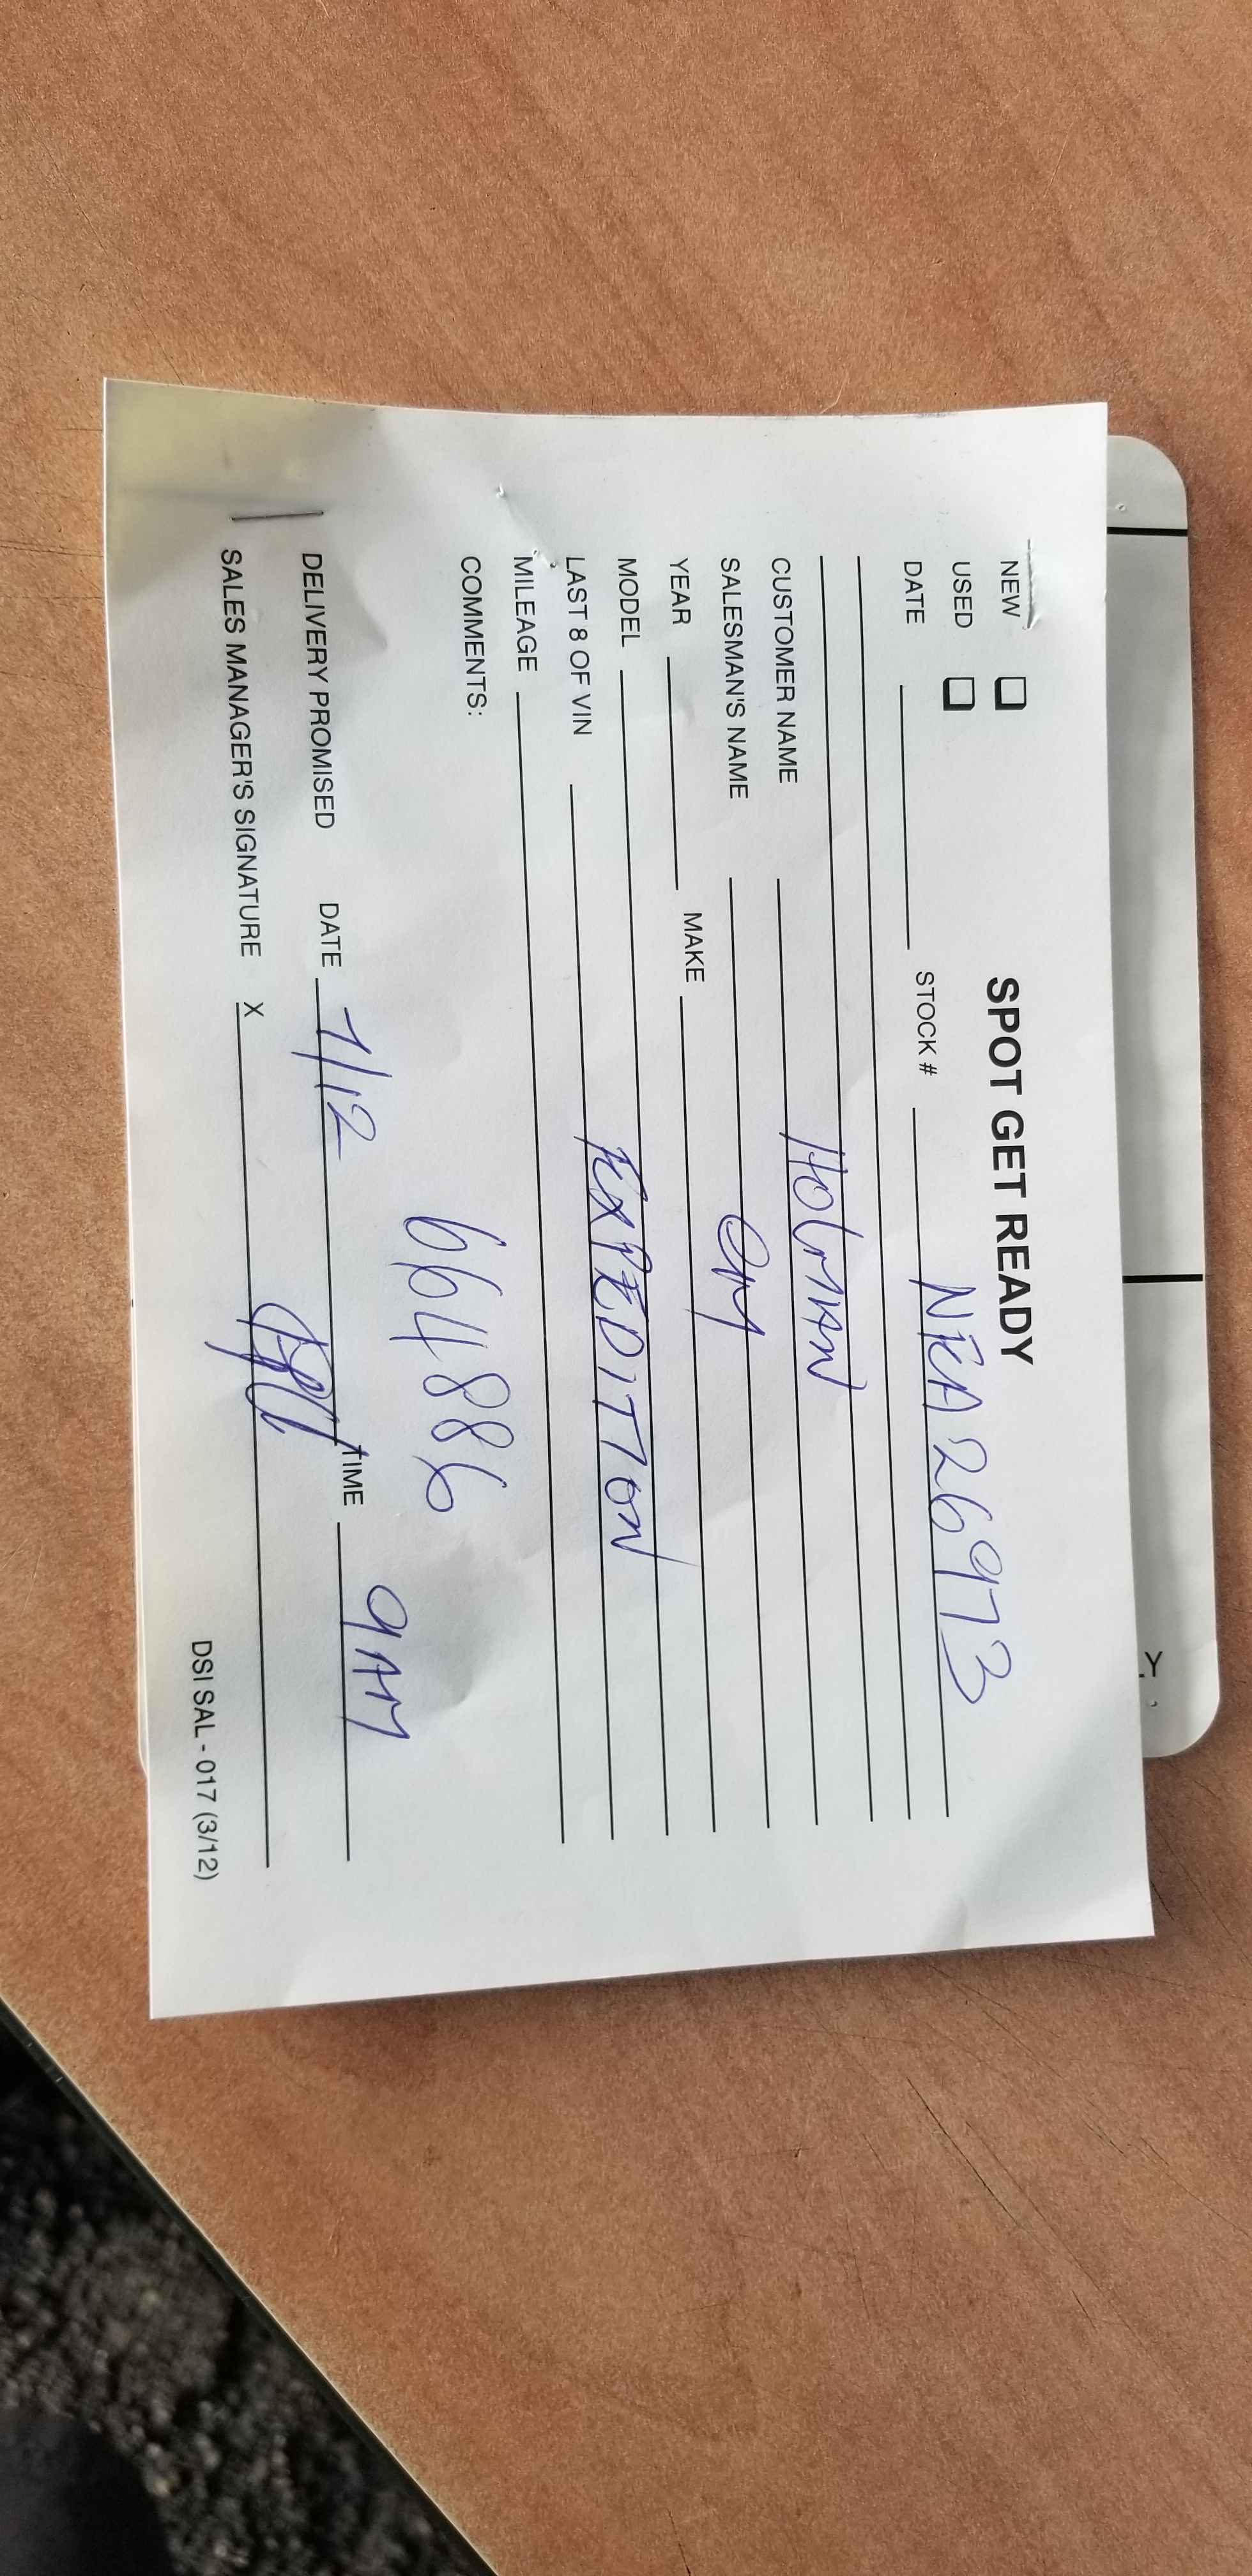 SPOT GET READY
NEW
USED
DATE STOCK # NEA26973
CUSTOMER NAME HOLMAN
SALESMAN'S NAME em
YEAR MAKE
MODEL EXPEDITION
LAST 8 OF VIN
MILEAGE
COMMENTS:
664886
DELIVERY PROMISED DATE 7/12 TIME 9AM
SALES MANAGER'S SIGNATURE X
DSI SAL - 017 (3/12)
LY